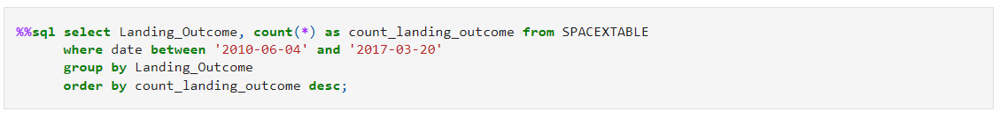 %%sql select Landing_Outcome, count(*) as count_landing_outcome from SPACEXTABLE
where date between '2010-06-04' and '2017-03-20'
group by Landing_Outcome
order by count_landing_outcome desc;